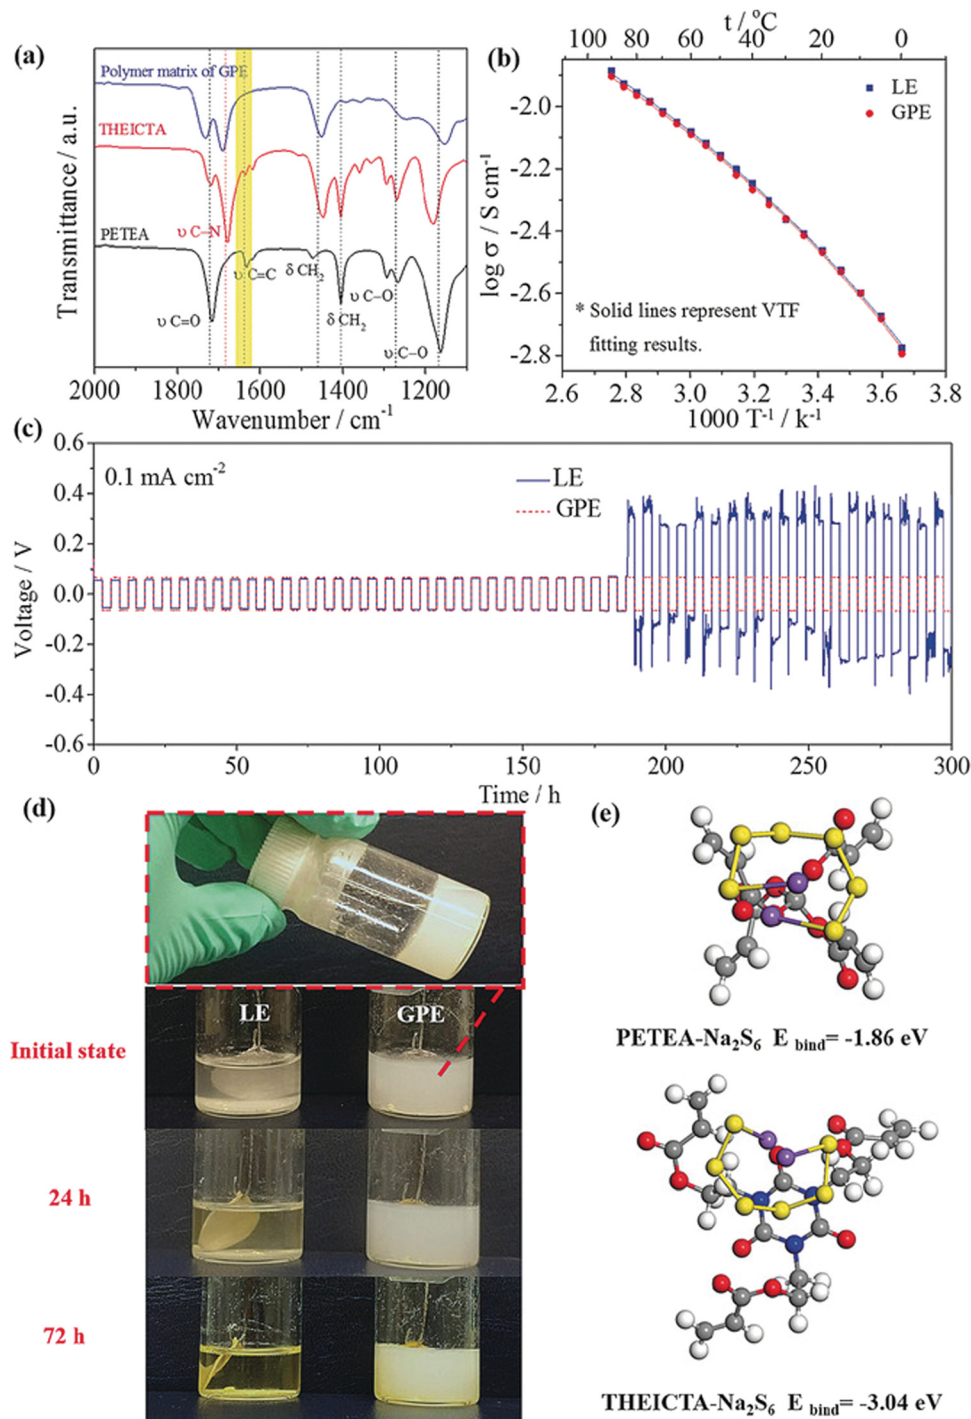 (a)
Polymer matrix of GPE
THEICTA
υ C–N
PETEA
υ C=C
δ CH2
υ C–O
υ C=O
δ CH2
υ C–O
Transmittance / a.u.
2000 1800 1600 1400 1200
Wavenumber / cm-1
(b)
t / oC
100 80 60 40 20 0
LE
GPE
log σ / S cm-1
-2.0
-2.2
-2.4
-2.6
-2.8
* Solid lines represent VTF
fitting results.
2.6 2.8 3.0 3.2 3.4 3.6 3.8
1000 T-1 / k-1
(c)
0.1 mA cm-2
LE
GPE
Voltage / V
0.6
0.4
0.2
0.0
-0.2
-0.4
-0.6
0 50 100 150 200 250 300
Time / h
(d)
LE GPE
Initial state
24 h
72 h
(e)
PETEA-Na2S6 E bind= -1.86 eV
THEICTA-Na2S6 E bind= -3.04 eV